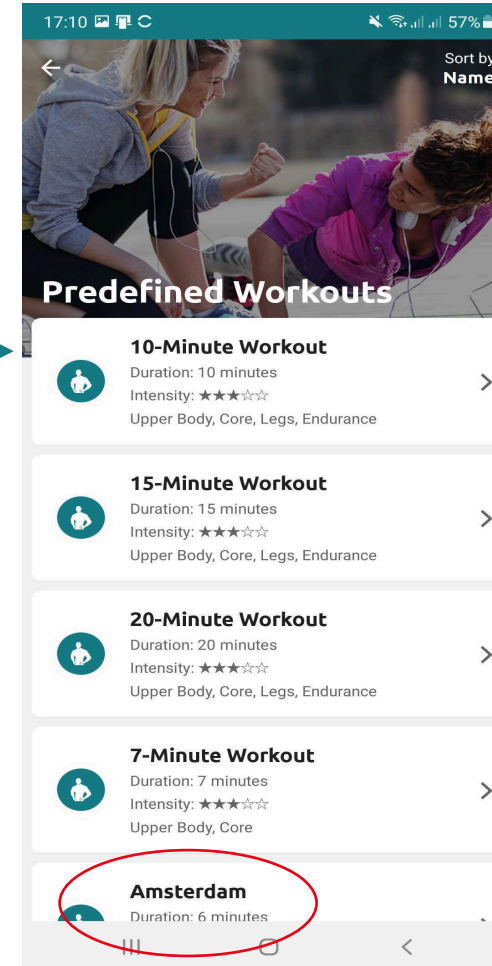 17:10
57%
Sort by
Name
Predefined Workouts
10-Minute Workout
Duration: 10 minutes
Intensity: ★★★☆☆
Upper Body, Core, Legs, Endurance
15-Minute Workout
Duration: 15 minutes
Intensity: ★★★☆☆
Upper Body, Core, Legs, Endurance
20-Minute Workout
Duration: 20 minutes
Intensity: ★★★☆☆
Upper Body, Core, Legs, Endurance
7-Minute Workout
Duration: 7 minutes
Intensity: ★★★☆☆
Upper Body, Core
Amsterdam
Duration: 6 minutes